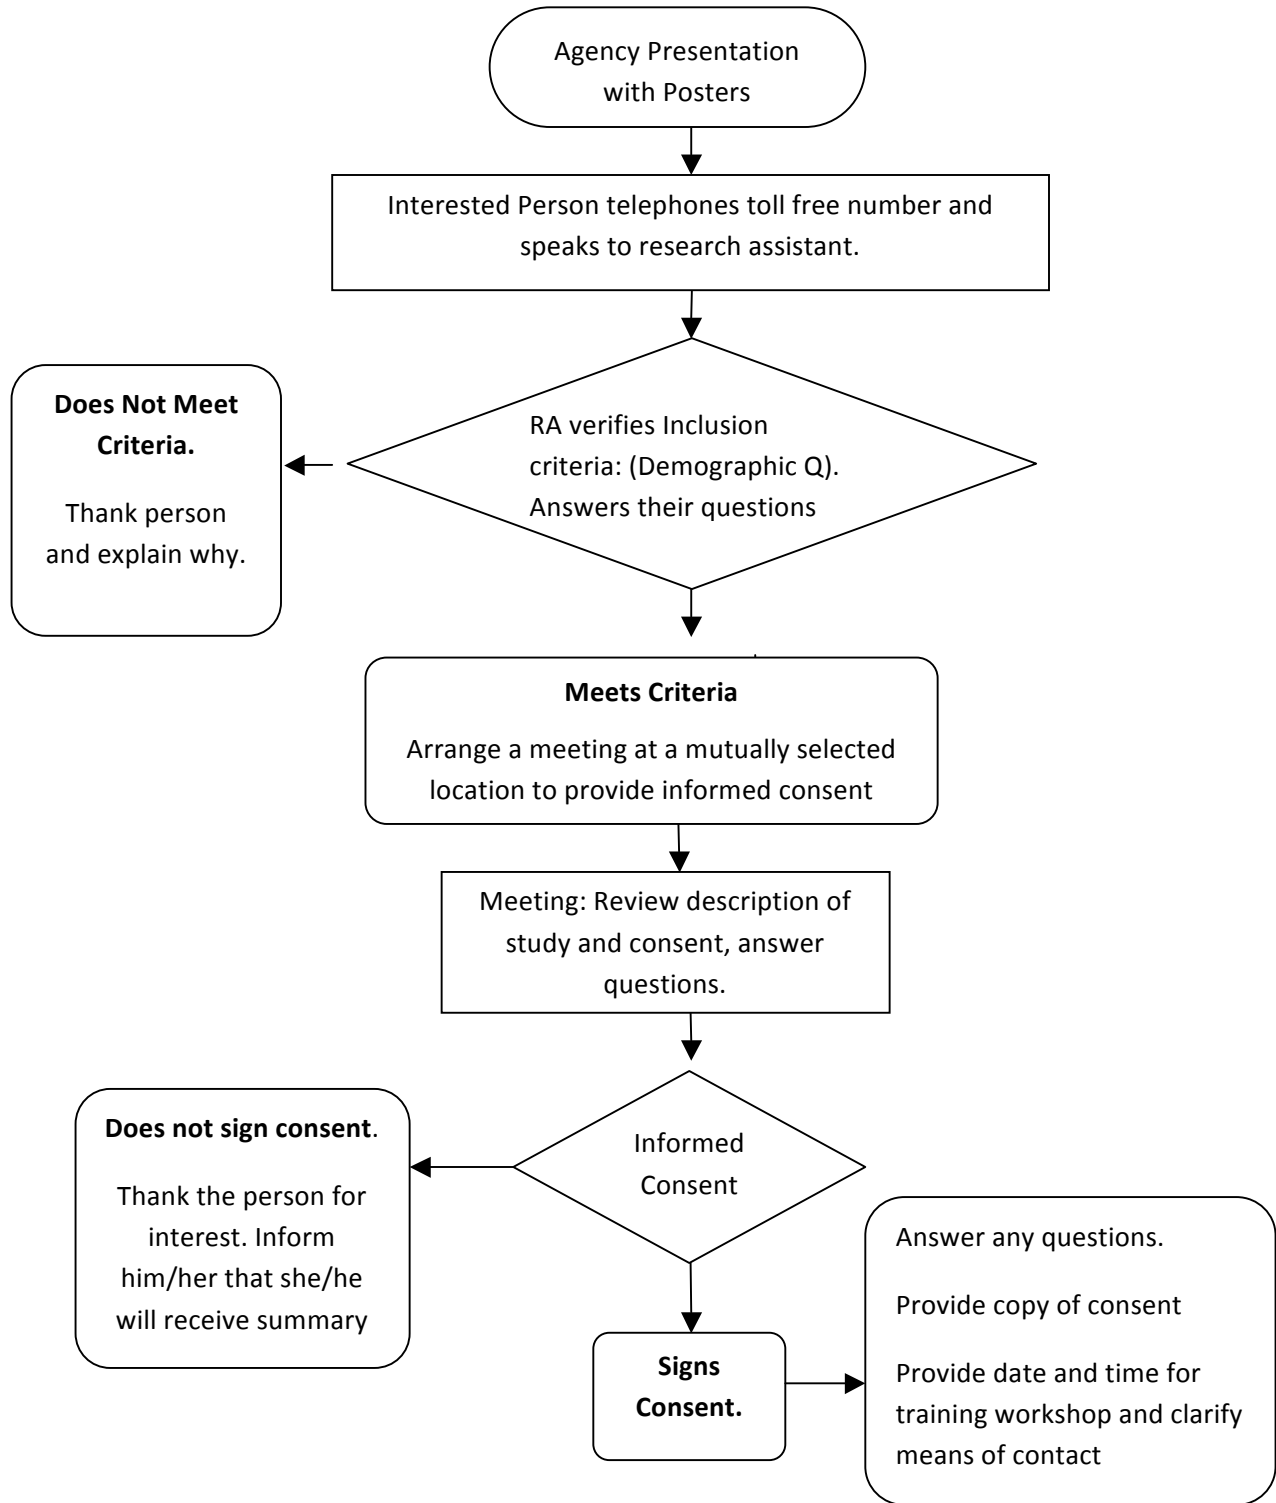 Agency Presentation
with Posters
Interested Person telephones toll free number and
speaks to research assistant.
Does Not Meet
Criteria.
Thank person
and explain why.
RA verifies Inclusion
criteria: (Demographic Q).
Answers their questions
Meets Criteria
Arrange a meeting at a mutually selected
location to provide informed consent
Meeting: Review description of
study and consent, answer
questions.
Does not sign consent.
Thank the person for
interest. Inform
him/her that she/he
will receive summary
Informed
Consent
Signs
Consent.
Answer any questions.
Provide copy of consent
Provide date and time for
training workshop and clarify
means of contact